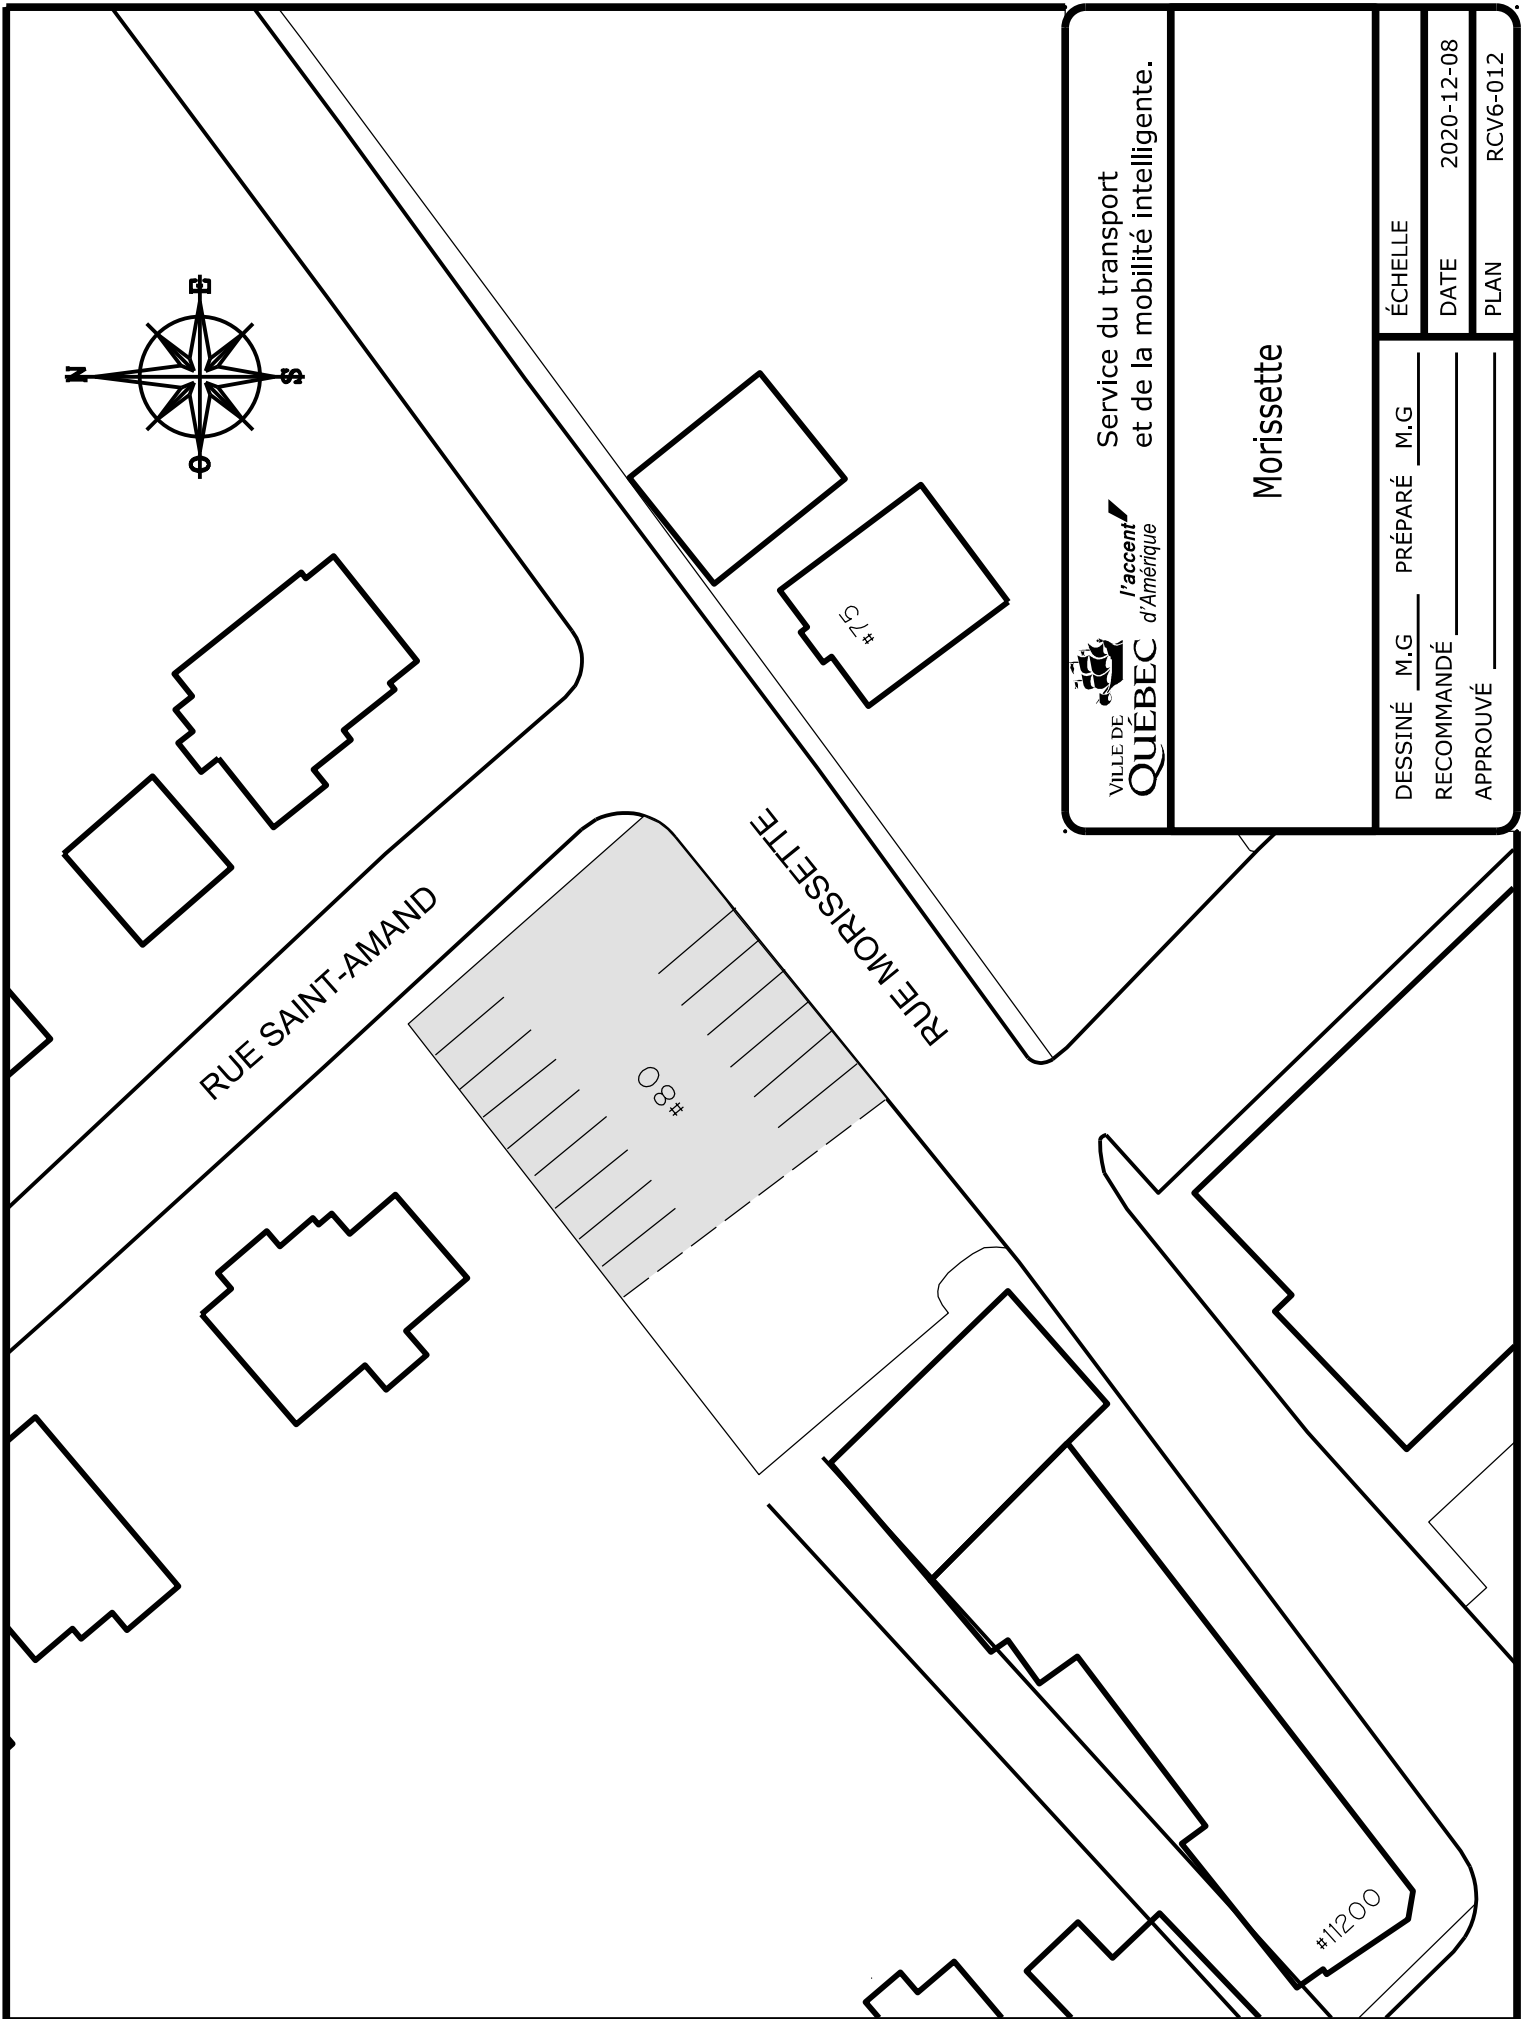 N
E
S
O
RUE SAINT-AMAND
RUE MORISSETTE
#75
#80
#11200
VILLE DE
QUÉBEC
l'accent
d'Amérique
Service du transport
et de la mobilité intelligente.
Morissette
DESSINÉ M.G PRÉPARÉ M.G
RECOMMANDÉ
APPROUVÉ
ÉCHELLE
DATE 2020-12-08
PLAN RCV6-012